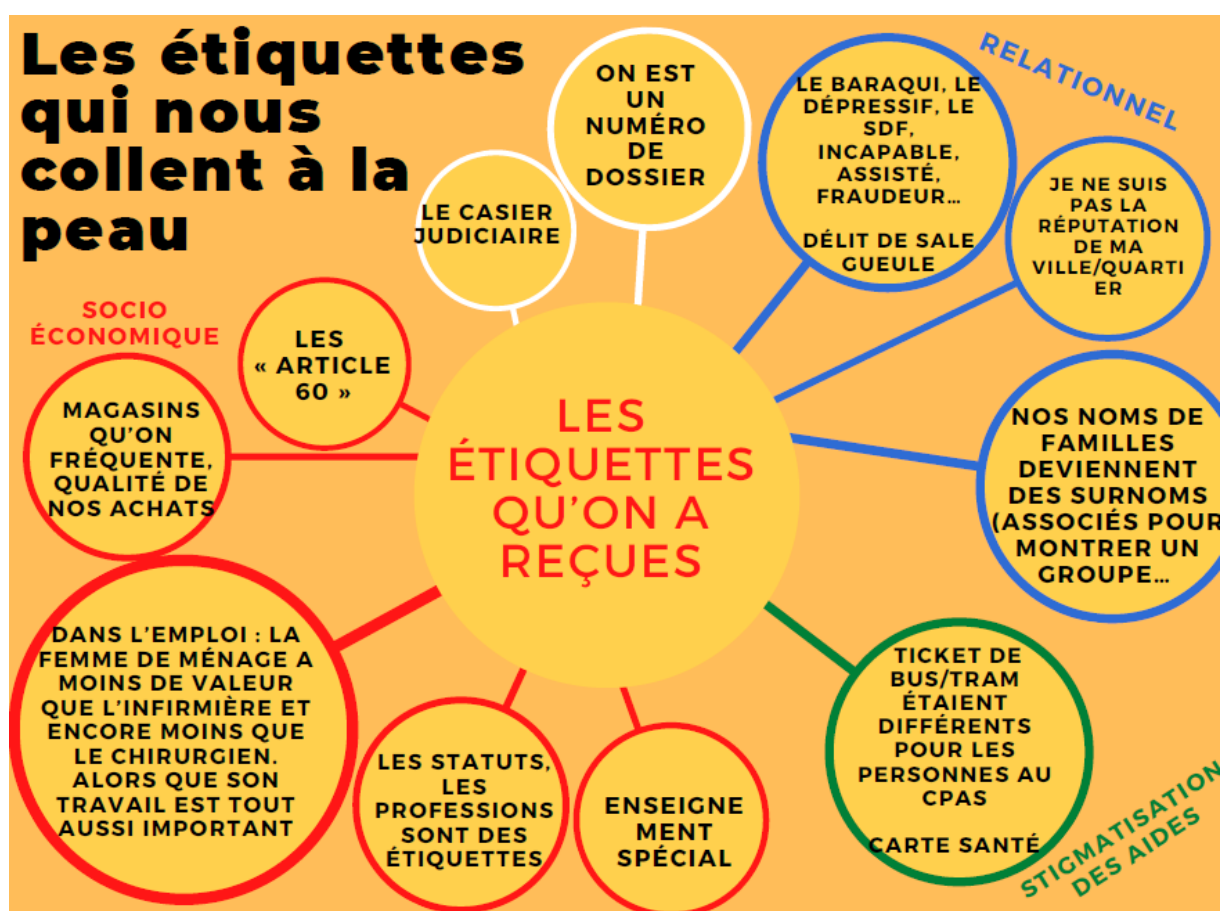 Les étiquettes
qui nous
collent à la
peau
ON EST
UN
NUMÉRO
DE
DOSSIER
LE CASIER
JUDICIAIRE
RELATIONNEL
LE BARAQUI, LE
DÉPRESSIF, LE
SDF,
INCAPABLE,
ASSISTÉ,
FRAUDEUR…
DÉLIT DE SALE
GUEULE
JE NE SUIS
PAS LA
RÉPUTATION
DE MA
VILLE/QUARTI
ER
SOCIO
ÉCONOMIQUE
LES
« ARTICLE
60 »
MAGASINS
QU'ON
FRÉQUENTE,
QUALITÉ DE
NOS ACHATS
LES
ÉTIQUETTES
QU'ON A
REÇUES
NOS NOMS DE
FAMILLES
DEVIENNENT
DES SURNOMS
(ASSOCIÉS POUR
MONTRER UN
GROUPE…
DANS L'EMPLOI : LA
FEMME DE MÉNAGE A
MOINS DE VALEUR
QUE L'INFIRMIÈRE ET
ENCORE MOINS QUE
LE CHIRURGIEN.
ALORS QUE SON
TRAVAIL EST TOUT
AUSSI IMPORTANT
LES STATUTS,
LES
PROFESSIONS
SONT DES
ÉTIQUETTES
ENSEIGNE
MENT
SPÉCIAL
TICKET DE
BUS/TRAM
ÉTAIENT
DIFFÉRENTS
POUR LES
PERSONNES AU
CPAS
CARTE SANTÉ
STIGMATISATION
DES AIDES